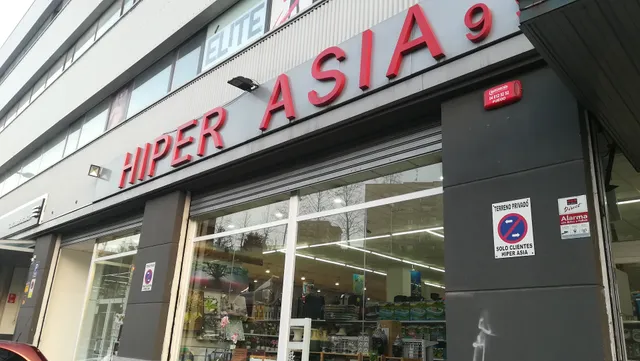 ELITE
HIPER ASIA 9
TERRENO PRIVADO
SOLO CLIENTES
HIPER ASIA
Alarma